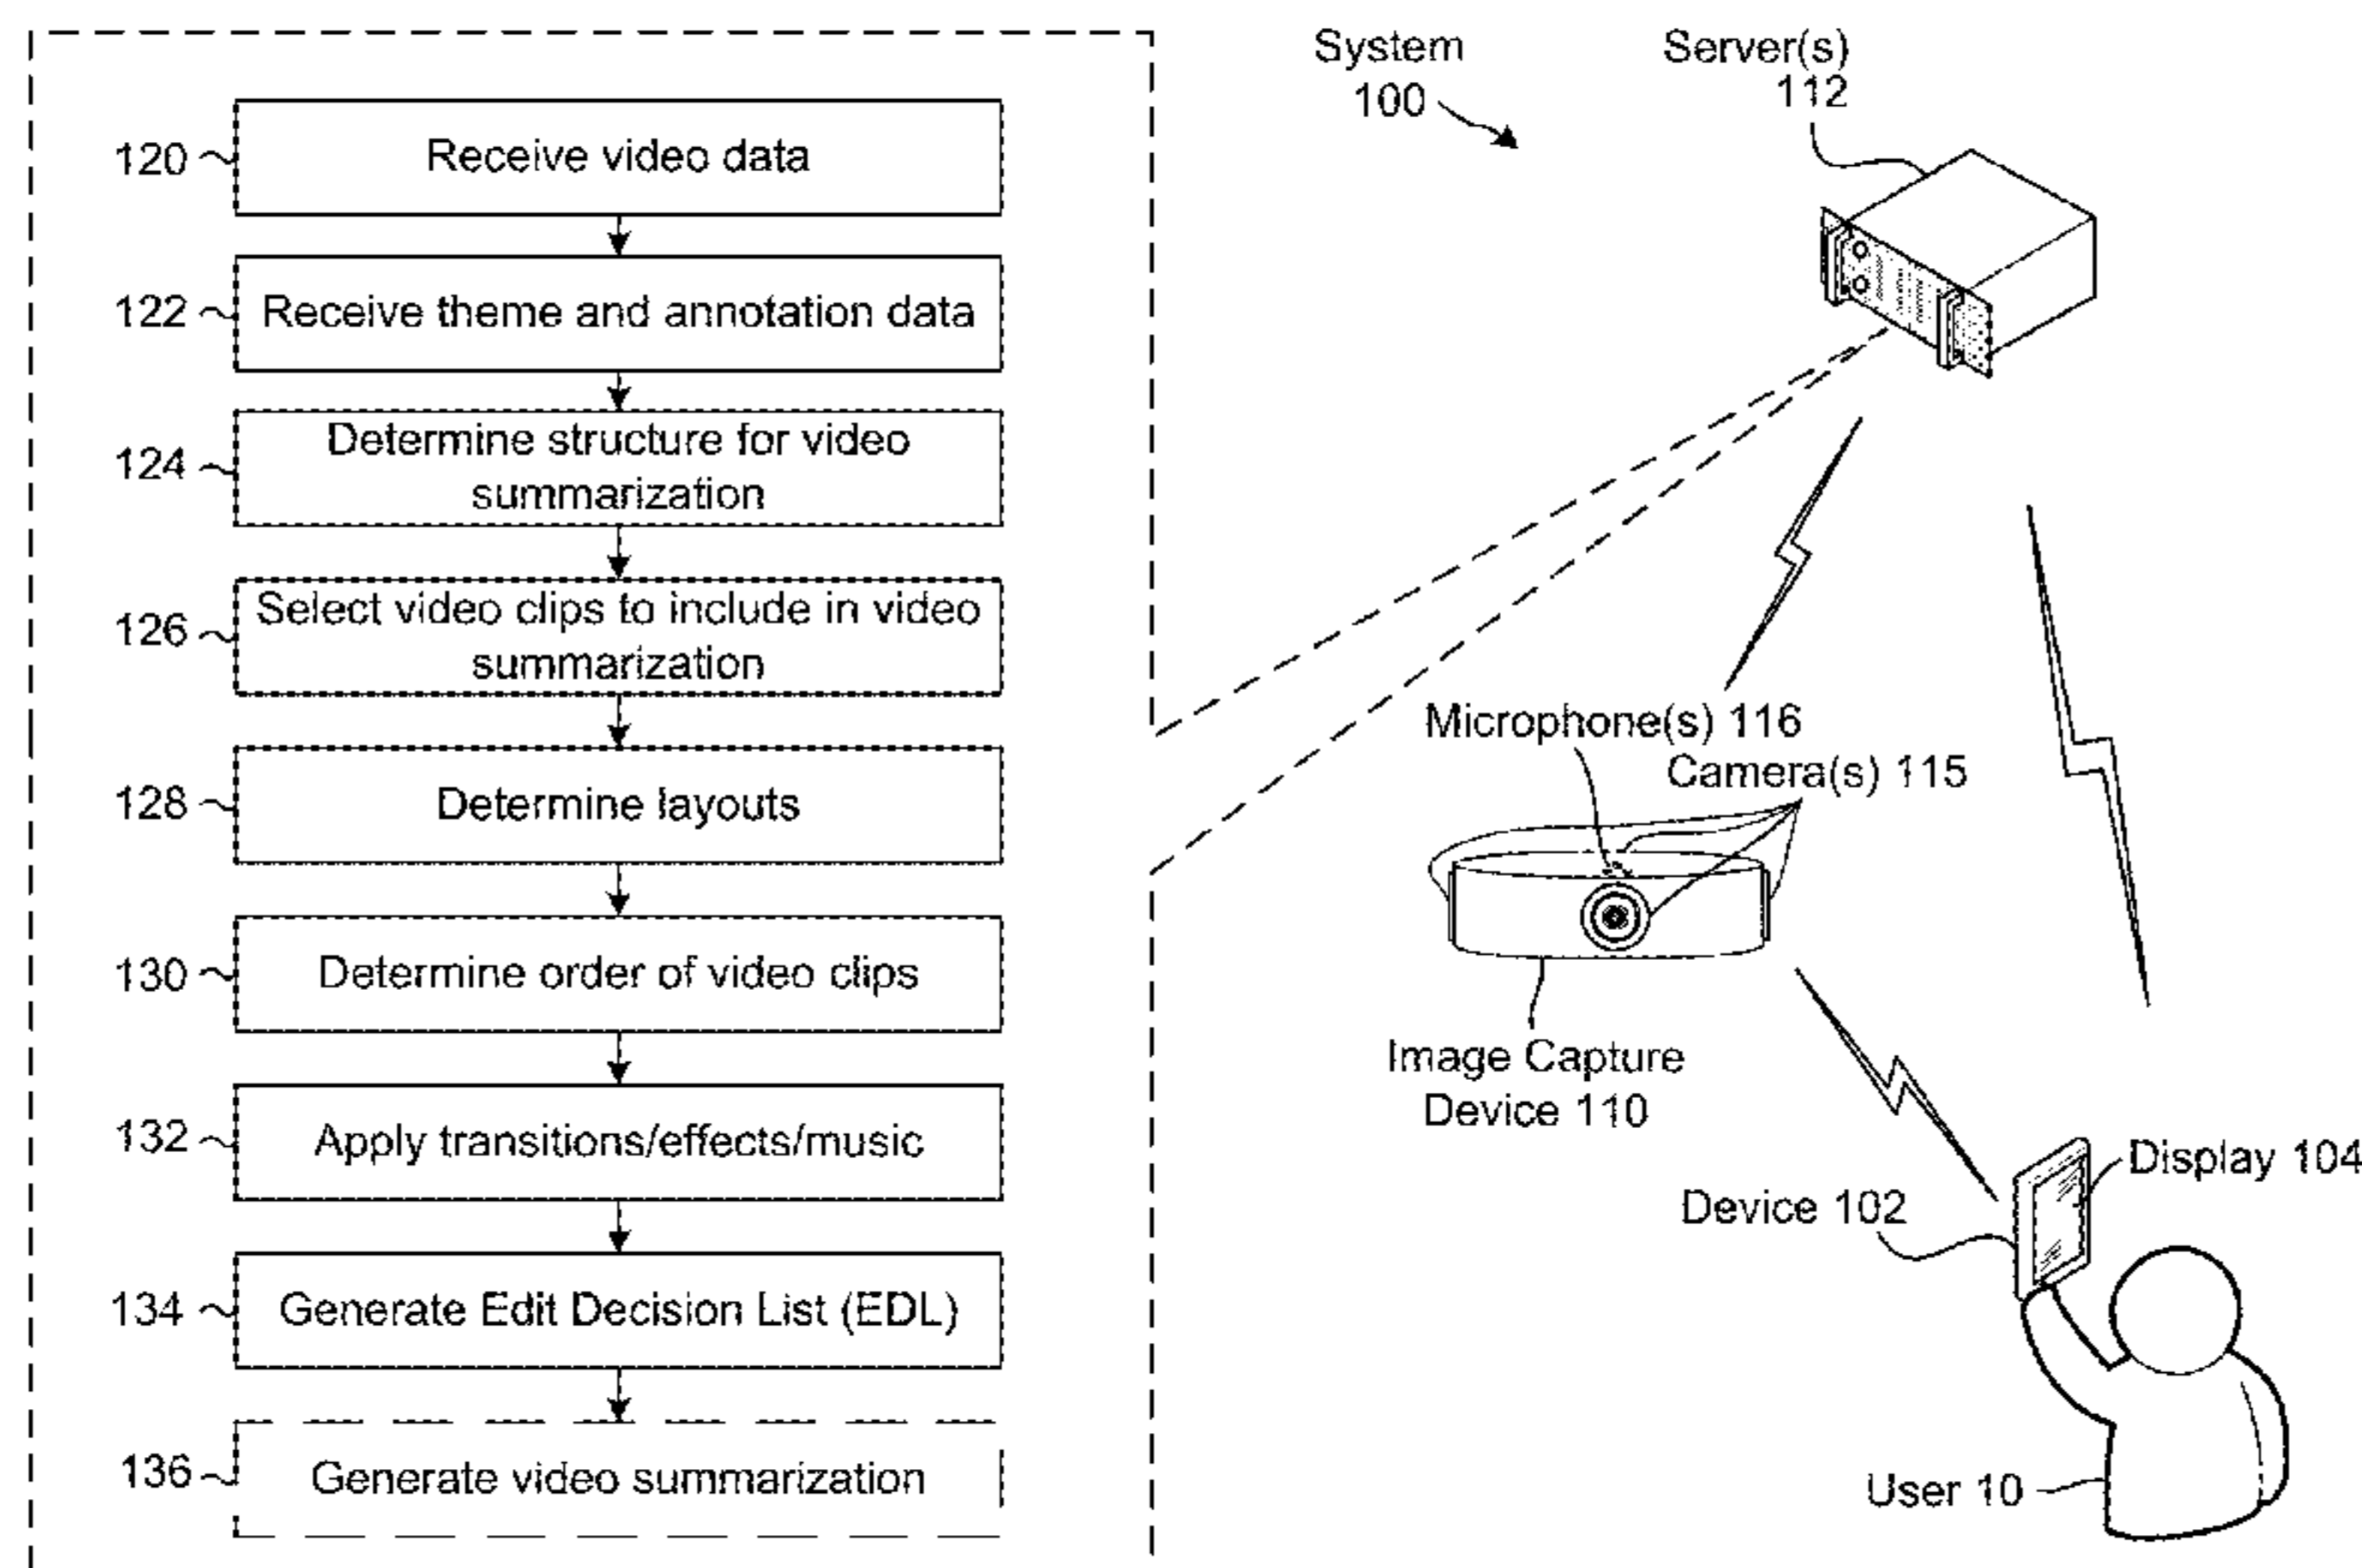 120
Receive video data
122
Receive theme and annotation data
124
Determine structure for video
summarization
126
Select video clips to include in video
summarization
128
Determine layouts
130
Determine order of video clips
132
Apply transitions/effects/music
134
Generate Edit Decision List (EDL)
136
Generate video summarization
System
100
Server(s)
112
Microphone(s) 116
Camera(s) 115
Image Capture
Device 110
Display 104
Device 102
User 10